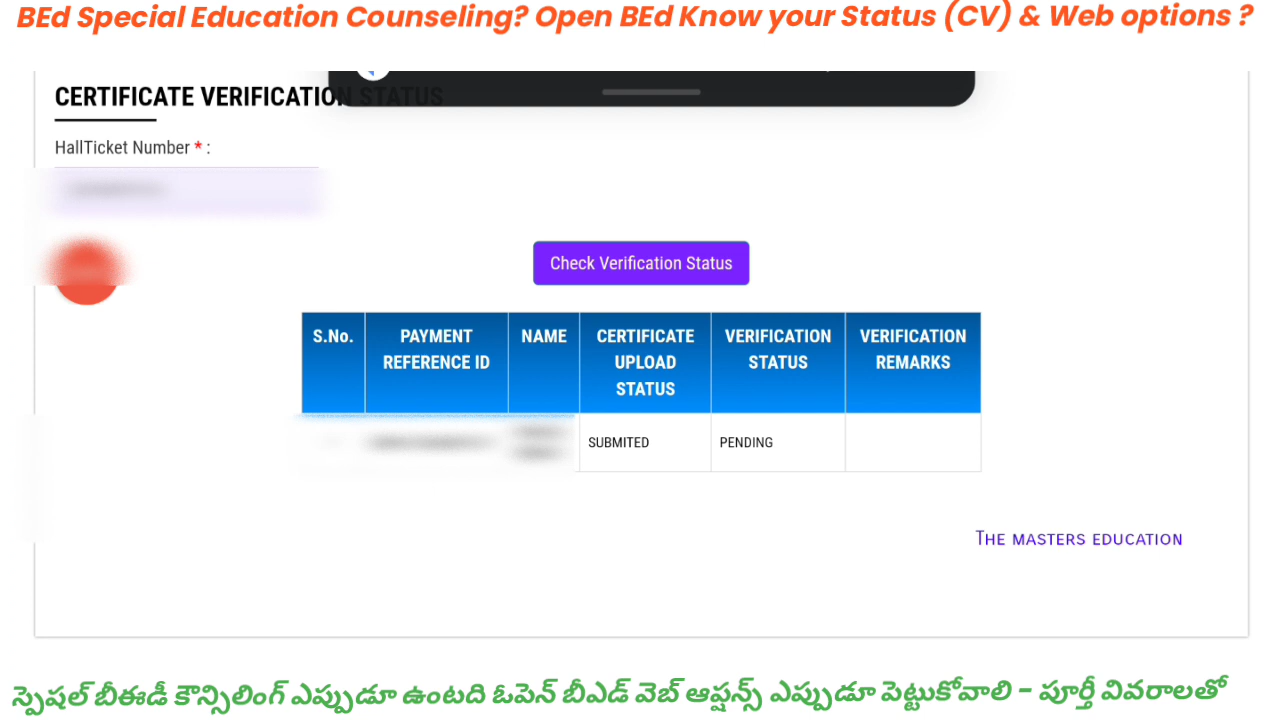 BEd Special Education Counseling? Open BEd Know your Status (CV) & Web options ?
CERTIFICATE VERIFICATION STATUS
HallTicket Number * :
Check Verification Status
S.No. PAYMENT REFERENCE ID NAME CERTIFICATE UPLOAD STATUS VERIFICATION STATUS VERIFICATION REMARKS
SUBMITED PENDING
The masters education
స్పెషల్ బీఈడీ కౌన్సిలింగ్ ఎప్పుడూ ఉంటది ఓపెన్ బీఎడ్ వెబ్ ఆప్షన్స్ ఎప్పుడూ పెట్టుకోవాలి - పూర్తీ వివరాలతో